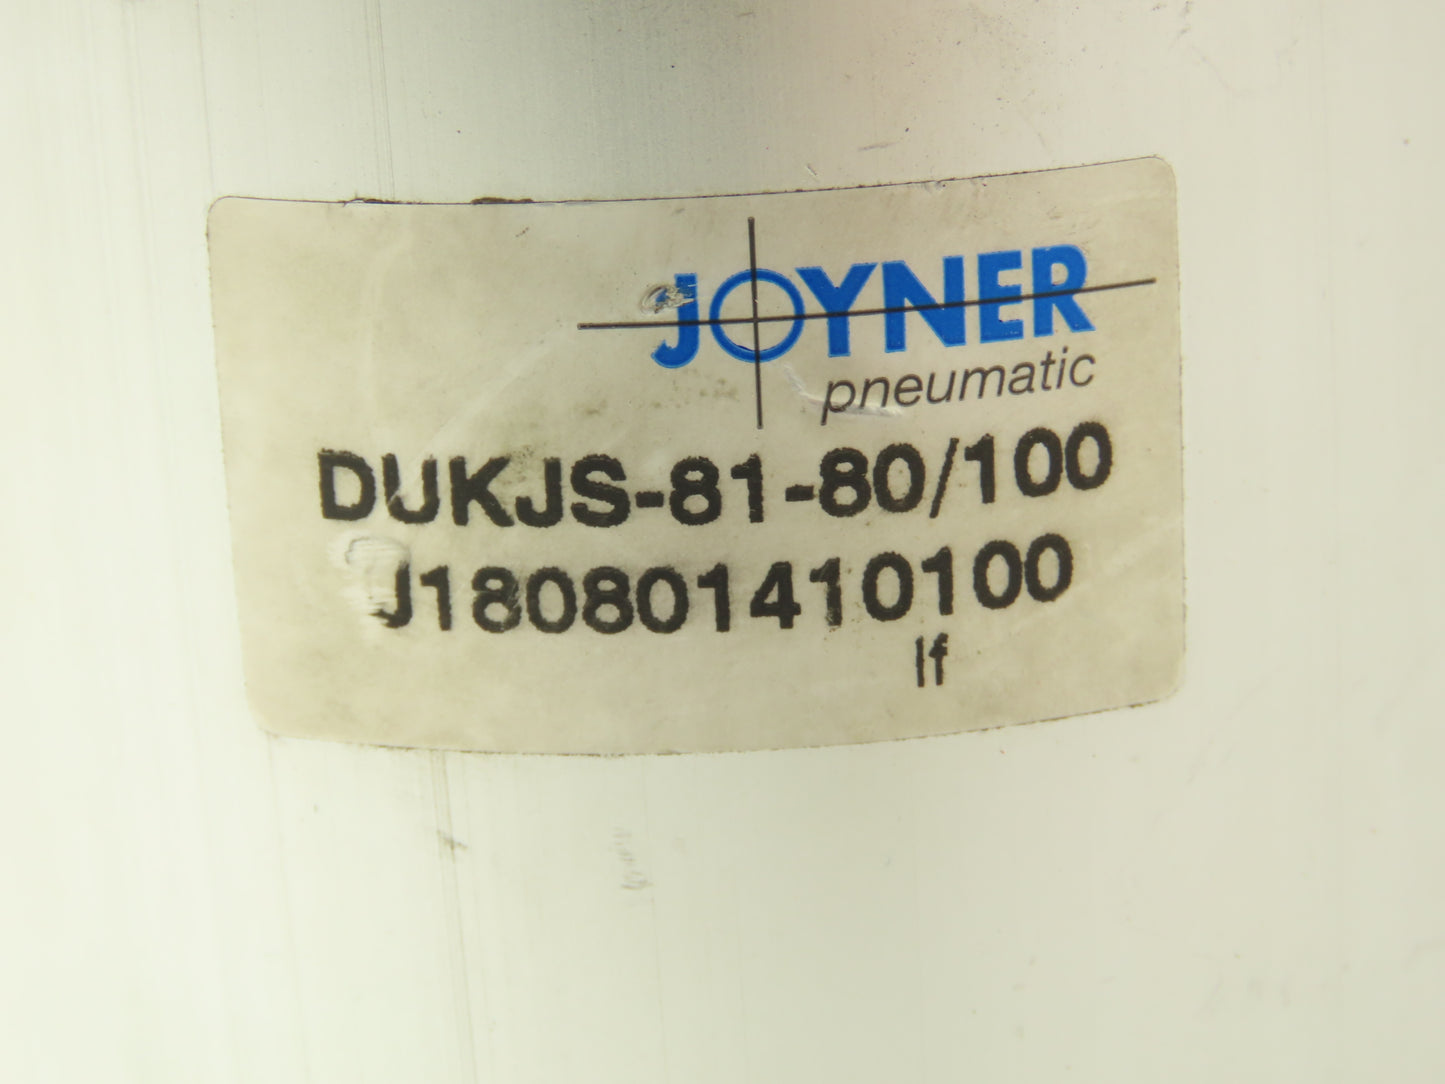 JOYNER
pneumatic
DUKJS-81-80/100
J180801410100
lf